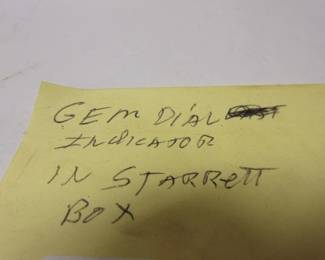 GEM DIAL
INDICATOR
IN STARRETT
BOX